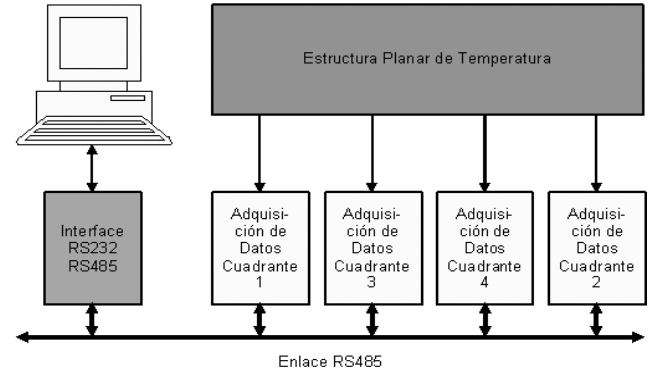 Estructura Planar de Temperatura
Interface
RS232
RS485
Adquisi-
ción de
Datos
Cuadrante
1
Adquisi-
ción de
Datos
Cuadrante
3
Adquisi-
ción de
Datos
Cuadrante
4
Adquisi-
ción de
Datos
Cuadrante
2
Enlace RS485